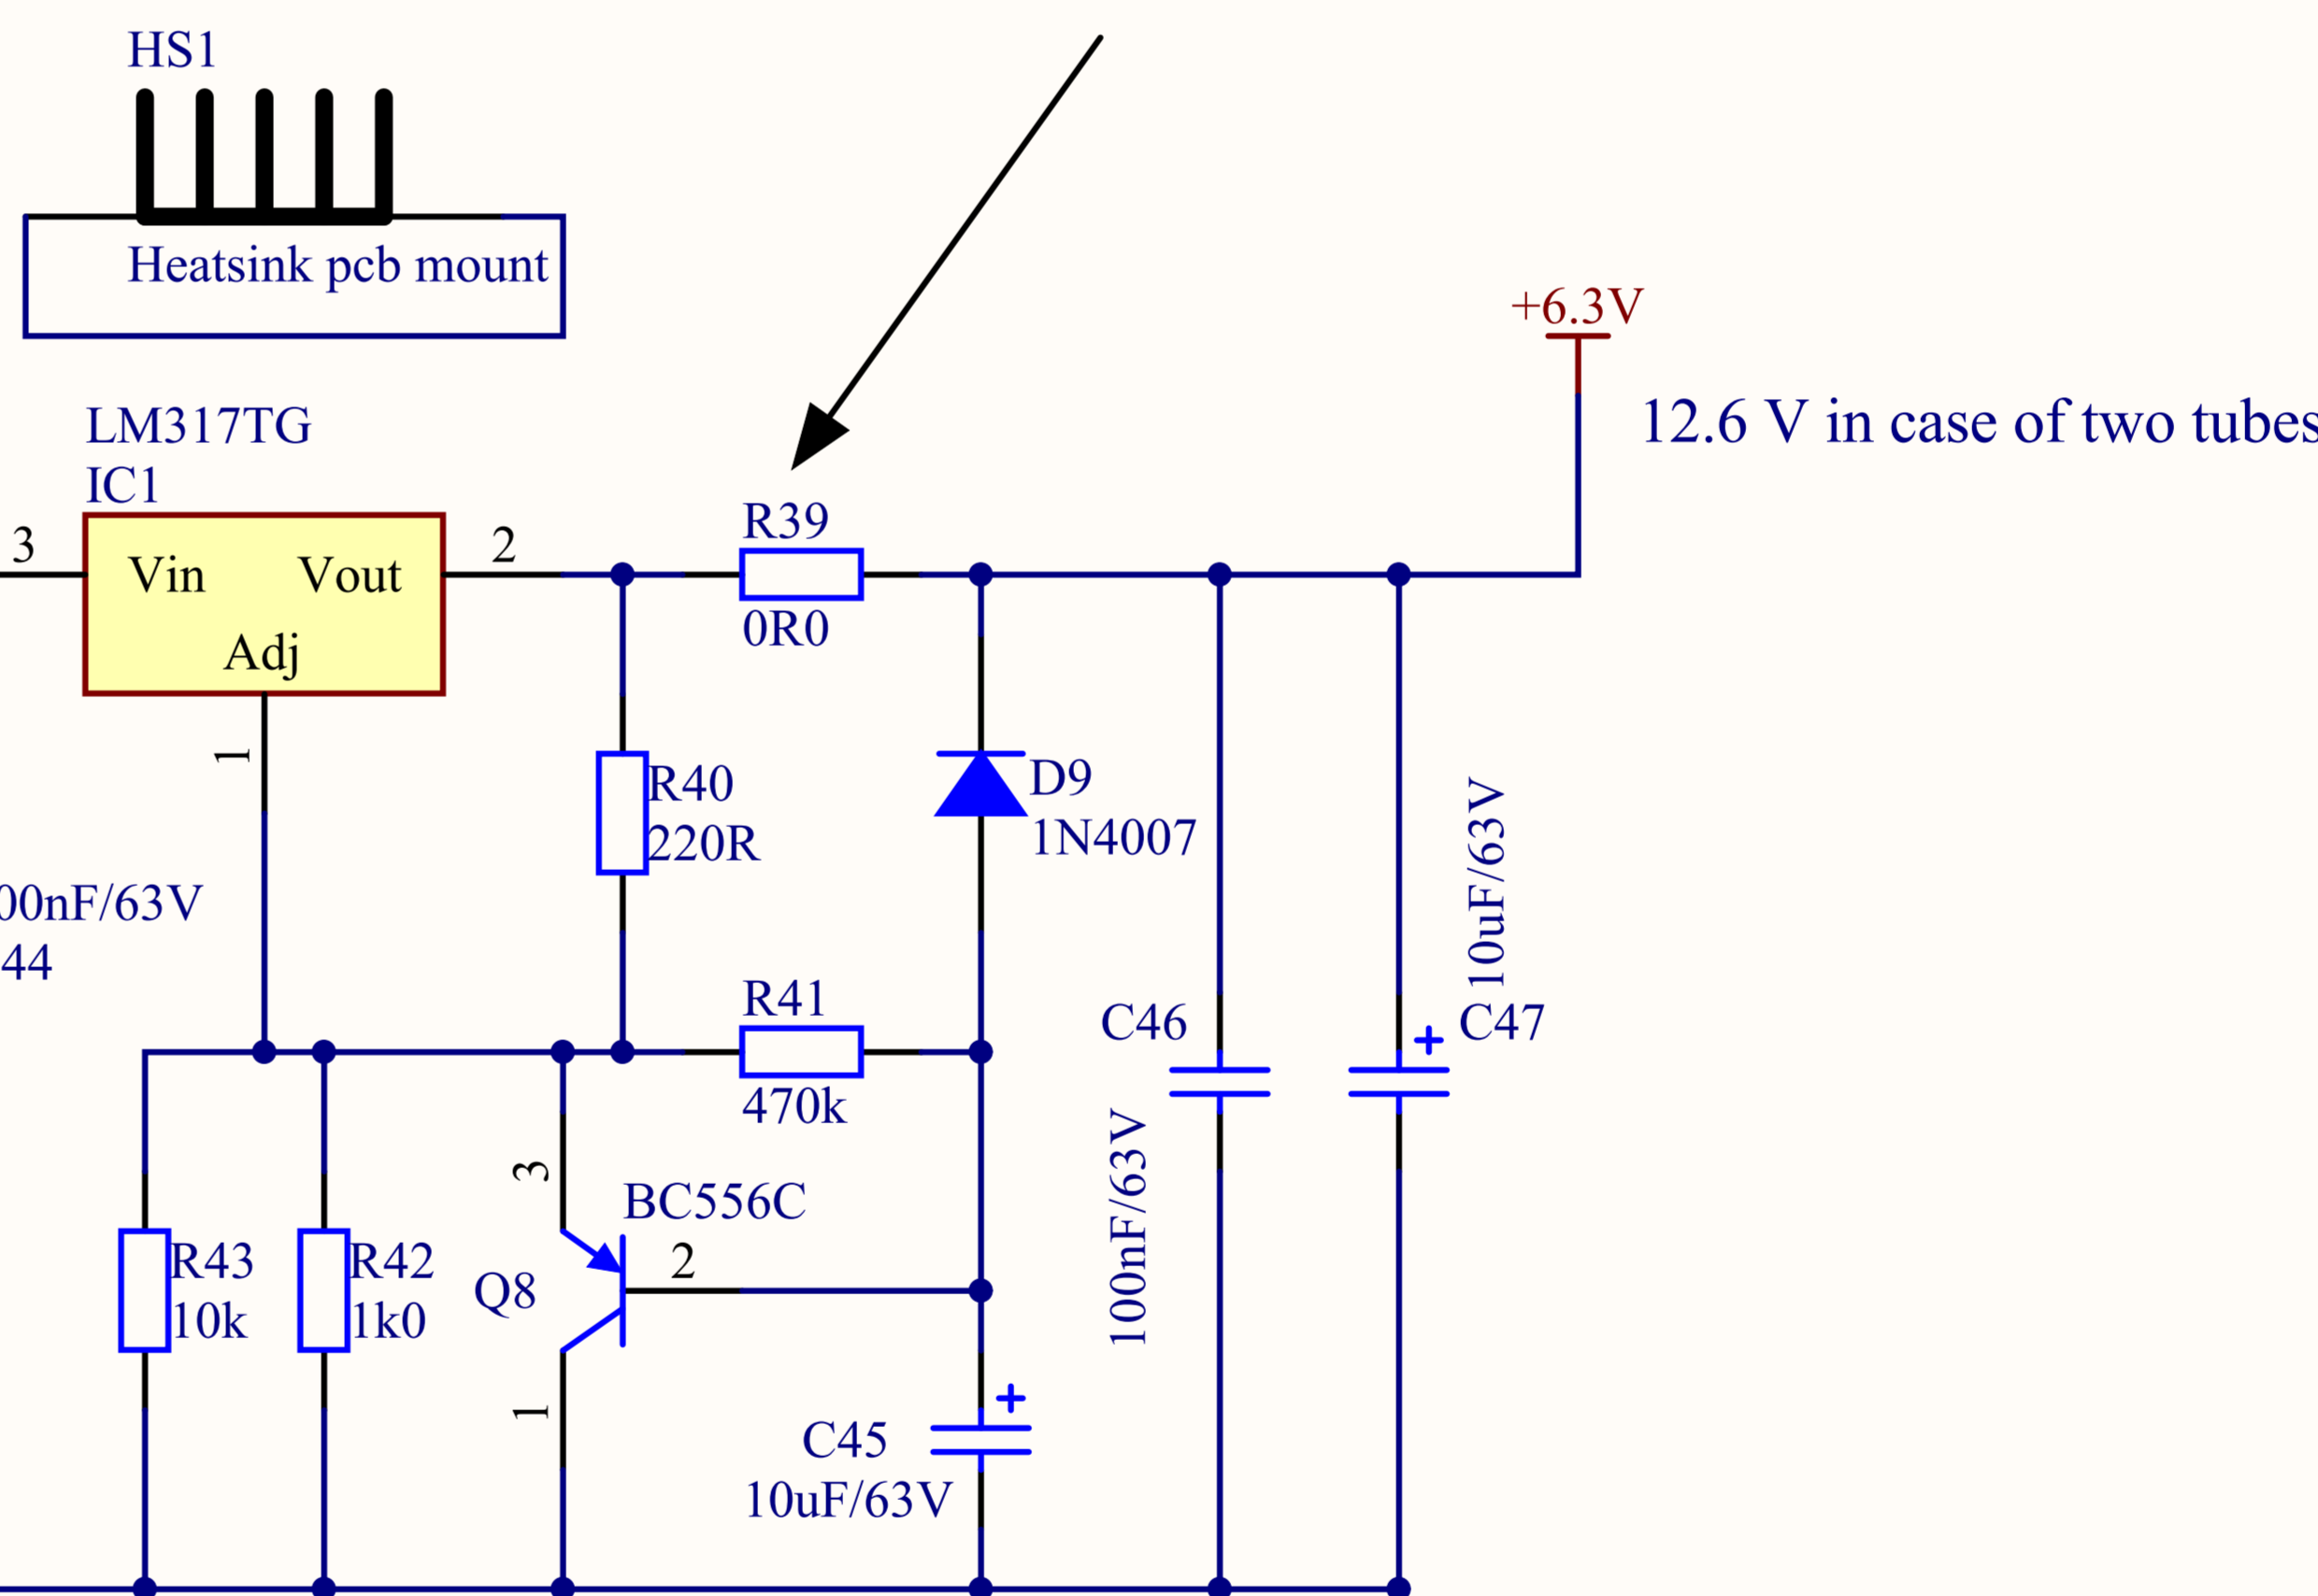 HS1
Heatsink pcb mount
+6.3V
12.6 V in case of two tubes
LM317TG
IC1
3
Vin
Vout
2
Adj
1
R39
0R0
R40
220R
D9
1N4007
10uF/63V
00nF/63V
44
R41
470k
C46
C47
+
100nF/63V
3
BC556C
2
Q8
1
R43
10k
R42
1k0
+
C45
10uF/63V